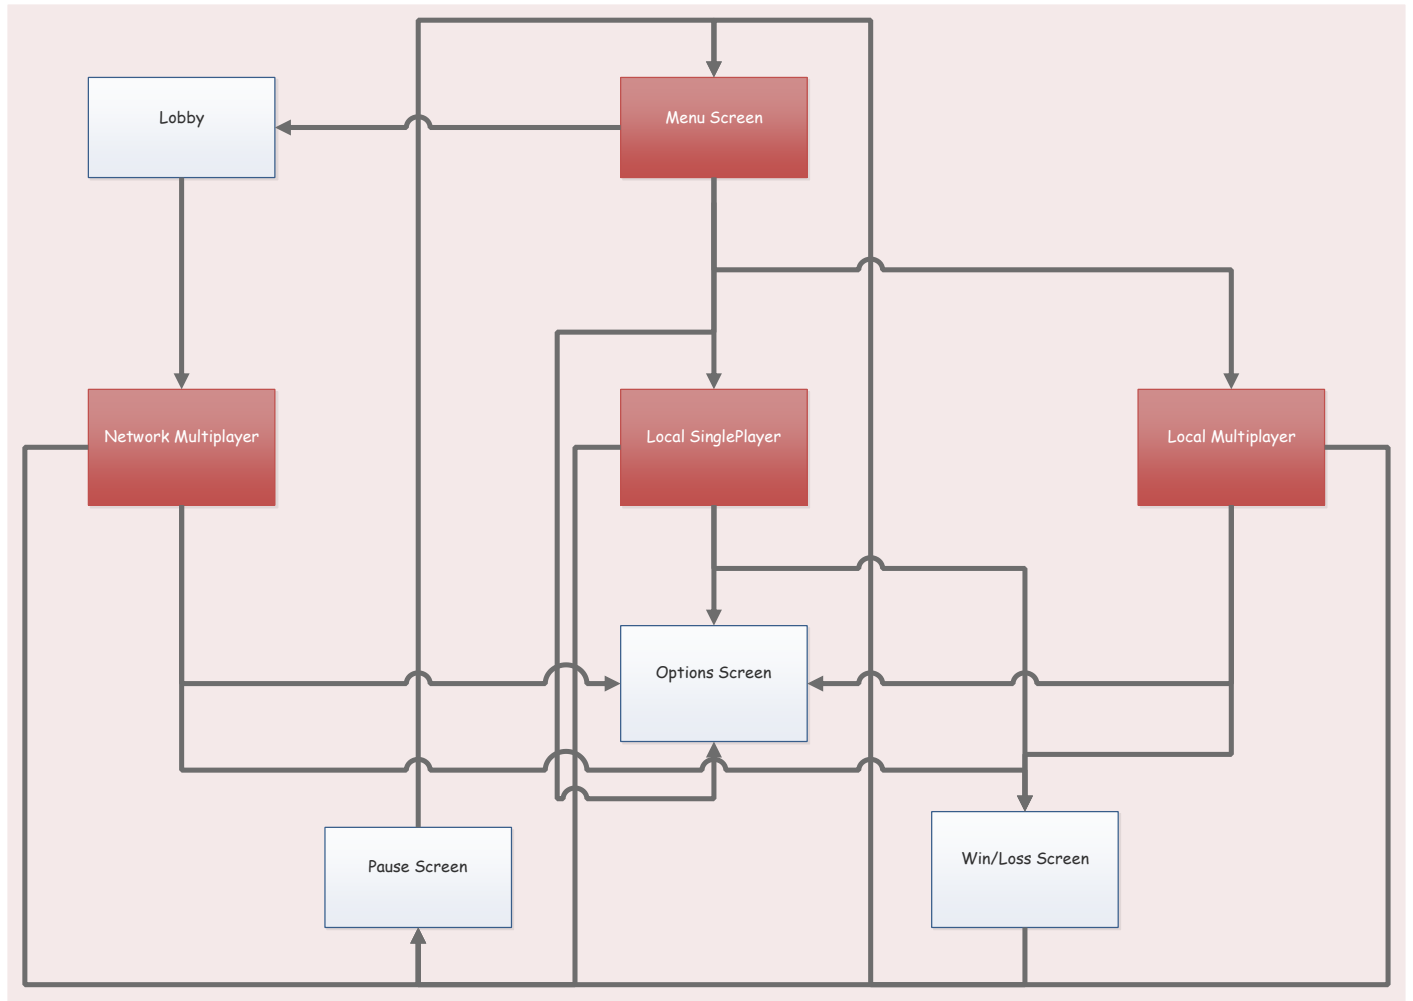 Lobby
Menu Screen
Network Multiplayer
Local SinglePlayer
Local Multiplayer
Options Screen
Pause Screen
Win/Loss Screen